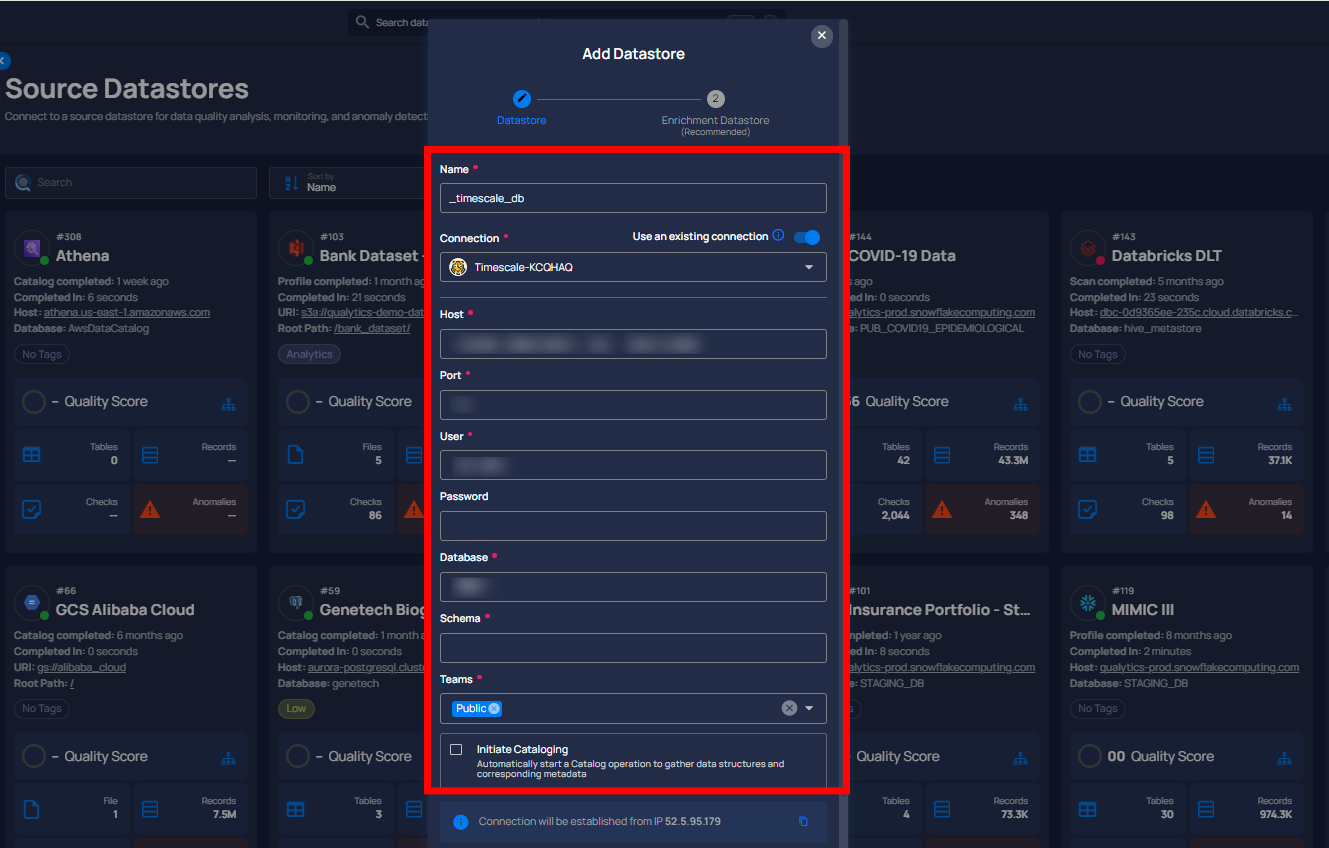 Search data
Add Datastore
Source Datastores
Connect to a source datastore for data quality analysis, monitoring, and anomaly detect
2
Datastore
Enrichment Datastore
(Recommended)
Search
Sort by
Name
Name *
_timescale_db
Connection *
Use an existing connection
Timescale-KCQHAQ
Host *
Port *
User *
Password
Database *
Schema *
Teams *
Public
Initiate Cataloging
Automatically start a Catalog operation to gather data structures and
corresponding metadata
Connection will be established from IP 52.5.95.179
#308
Athena
Catalog completed: 1 week ago
Completed In: 6 seconds
Host: athena.us-east-1.amazonaws.com
Database: AwsDataCatalog
No Tags
– Quality Score
Tables
0
Records
--
Checks
--
Anomalies
--
#103
Bank Dataset -
Profile completed: 1 month ag
Completed In: 21 seconds
URI: s3a://qualytics-demo-dat
Root Path: /bank_dataset/
Analytics
– Quality Score
Files
5
Checks
86
#144
COVID-19 Data
s ago
0 seconds
alytics-prod.snowflakecomputing.com
e: PUB_COVID19_EPIDEMIOLOGICAL
6 Quality Score
Tables
42
Records
43.3M
Checks
2,044
Anomalies
348
#143
Databricks DLT
Scan completed: 5 months ago
Completed In: 23 seconds
Host: dbc-0d9365ee-235c.cloud.databricks.c...
Database: hive_metastore
No Tags
– Quality Score
Tables
5
Records
37.1K
Checks
98
Anomalies
14
#66
GCS Alibaba Cloud
Catalog completed: 6 months ago
Completed In: 0 seconds
URI: gs://alibaba_cloud
Root Path: /
No Tags
– Quality Score
File
1
Records
7.5M
#59
Genetech Biog
Catalog completed: 1 month a
Completed In: 0 seconds
Host: aurora-postgresql.cluste
Database: genetech
Low
– Quality Score
Tables
3
#101
Insurance Portfolio - St...
mpleted: 1 year ago
8 seconds
alytics-prod.snowflakecomputing.com
e: STAGING_DB
s
Quality Score
Tables
4
Records
73.3K
#119
MIMIC III
Profile completed: 8 months ago
Completed In: 2 minutes
Host: qualytics-prod.snowflakecomputing.com
Database: STAGING_DB
No Tags
00 Quality Score
Tables
30
Records
974.3K